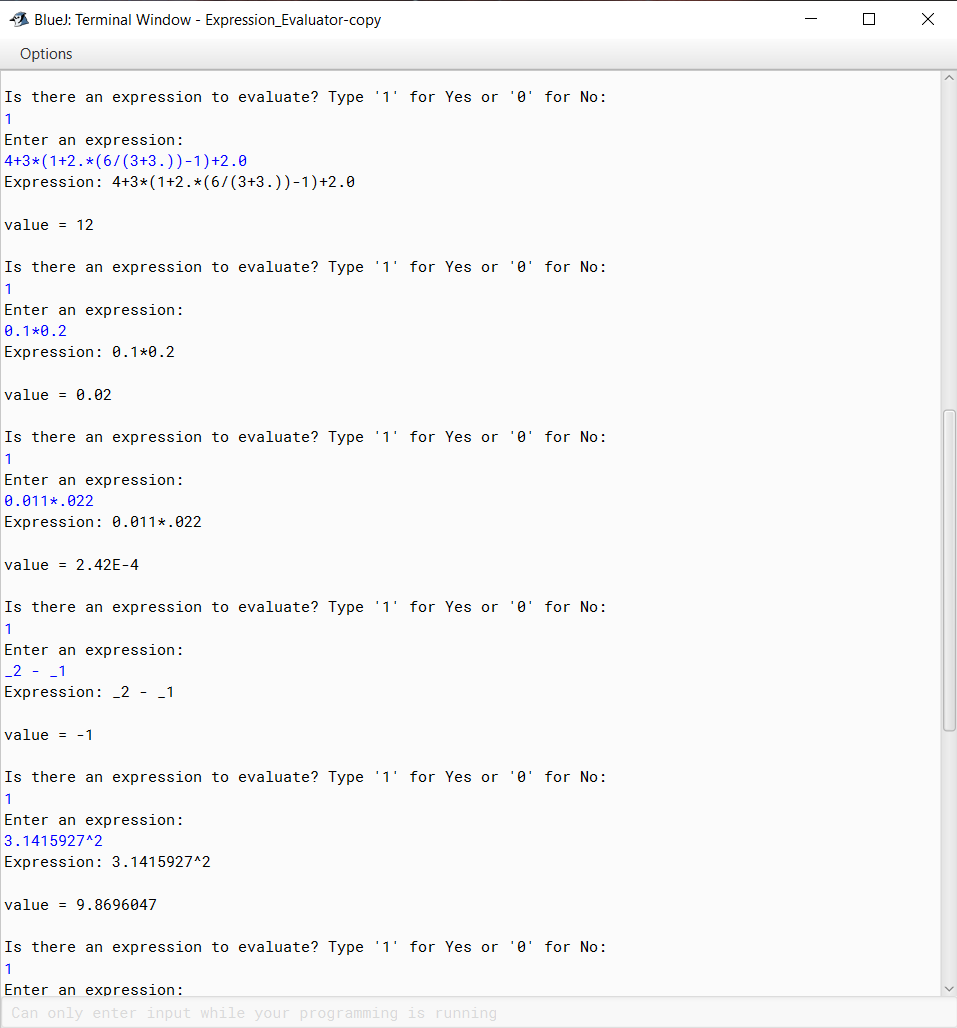 BlueJ: Terminal Window - Expression_Evaluator-copy
Options
Is there an expression to evaluate? Type '1' for Yes or '0' for No:
1
Enter an expression:
4+3*(1+2.*(6/(3+3.))-1)+2.0
Expression: 4+3*(1+2.*(6/(3+3.))-1)+2.0
value = 12
Is there an expression to evaluate? Type '1' for Yes or '0' for No:
1
Enter an expression:
0.1*0.2
Expression: 0.1*0.2
value = 0.02
Is there an expression to evaluate? Type '1' for Yes or '0' for No:
1
Enter an expression:
0.011*.022
Expression: 0.011*.022
value = 2.42E-4
Is there an expression to evaluate? Type '1' for Yes or '0' for No:
1
Enter an expression:
_2 - _1
Expression: _2 - _1
value = -1
Is there an expression to evaluate? Type '1' for Yes or '0' for No:
1
Enter an expression:
3.1415927^2
Expression: 3.1415927^2
value = 9.8696047
Is there an expression to evaluate? Type '1' for Yes or '0' for No:
1
Enter an expression:
Can only enter input while your programming is running